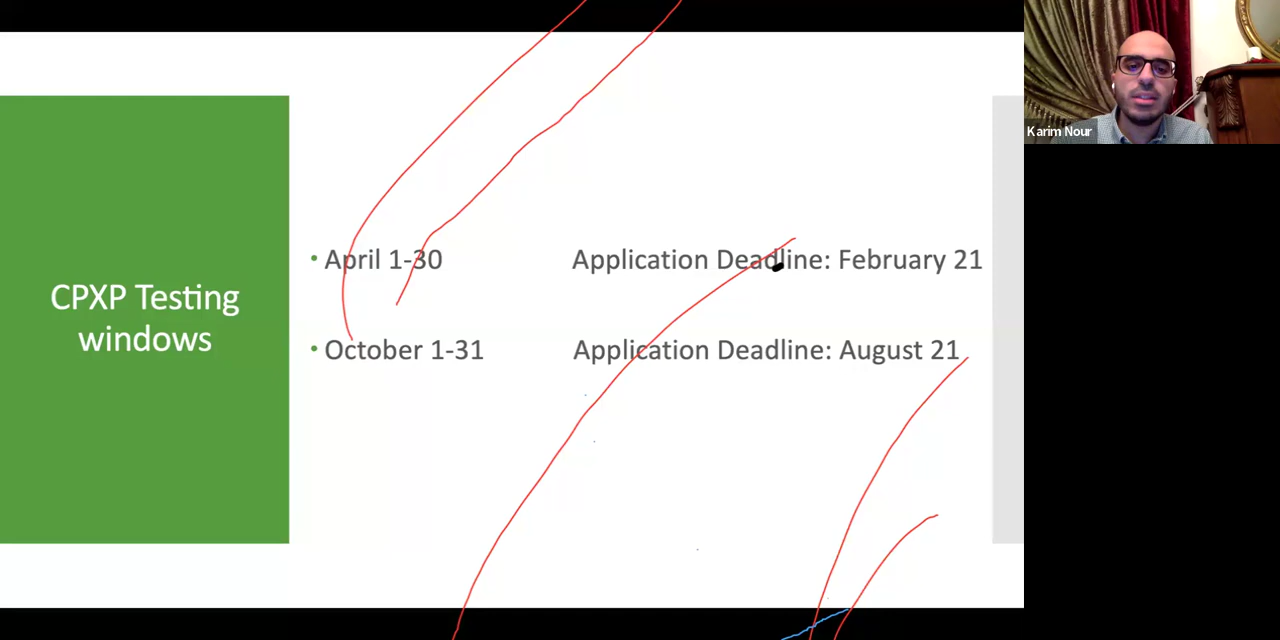 CPXP Testing
windows
• April 1-30 Application Deadline: February 21
• October 1-31 Application Deadline: August 21
Karim Nour